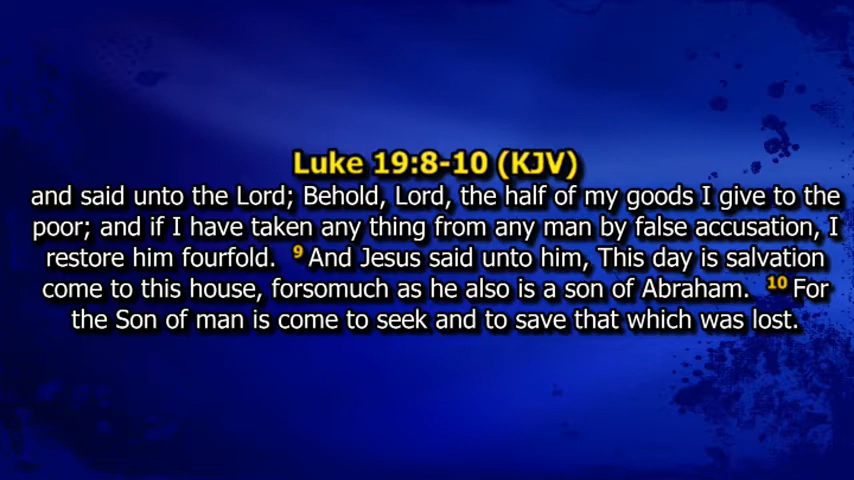 Luke 19:8-10 (KJV)
and said unto the Lord; Behold, Lord, the half of my goods I give to the
poor; and if I have taken any thing from any man by false accusation, I
restore him fourfold. 9 And Jesus said unto him, This day is salvation
come to this house, forsomuch as he also is a son of Abraham. 10 For
the Son of man is come to seek and to save that which was lost.